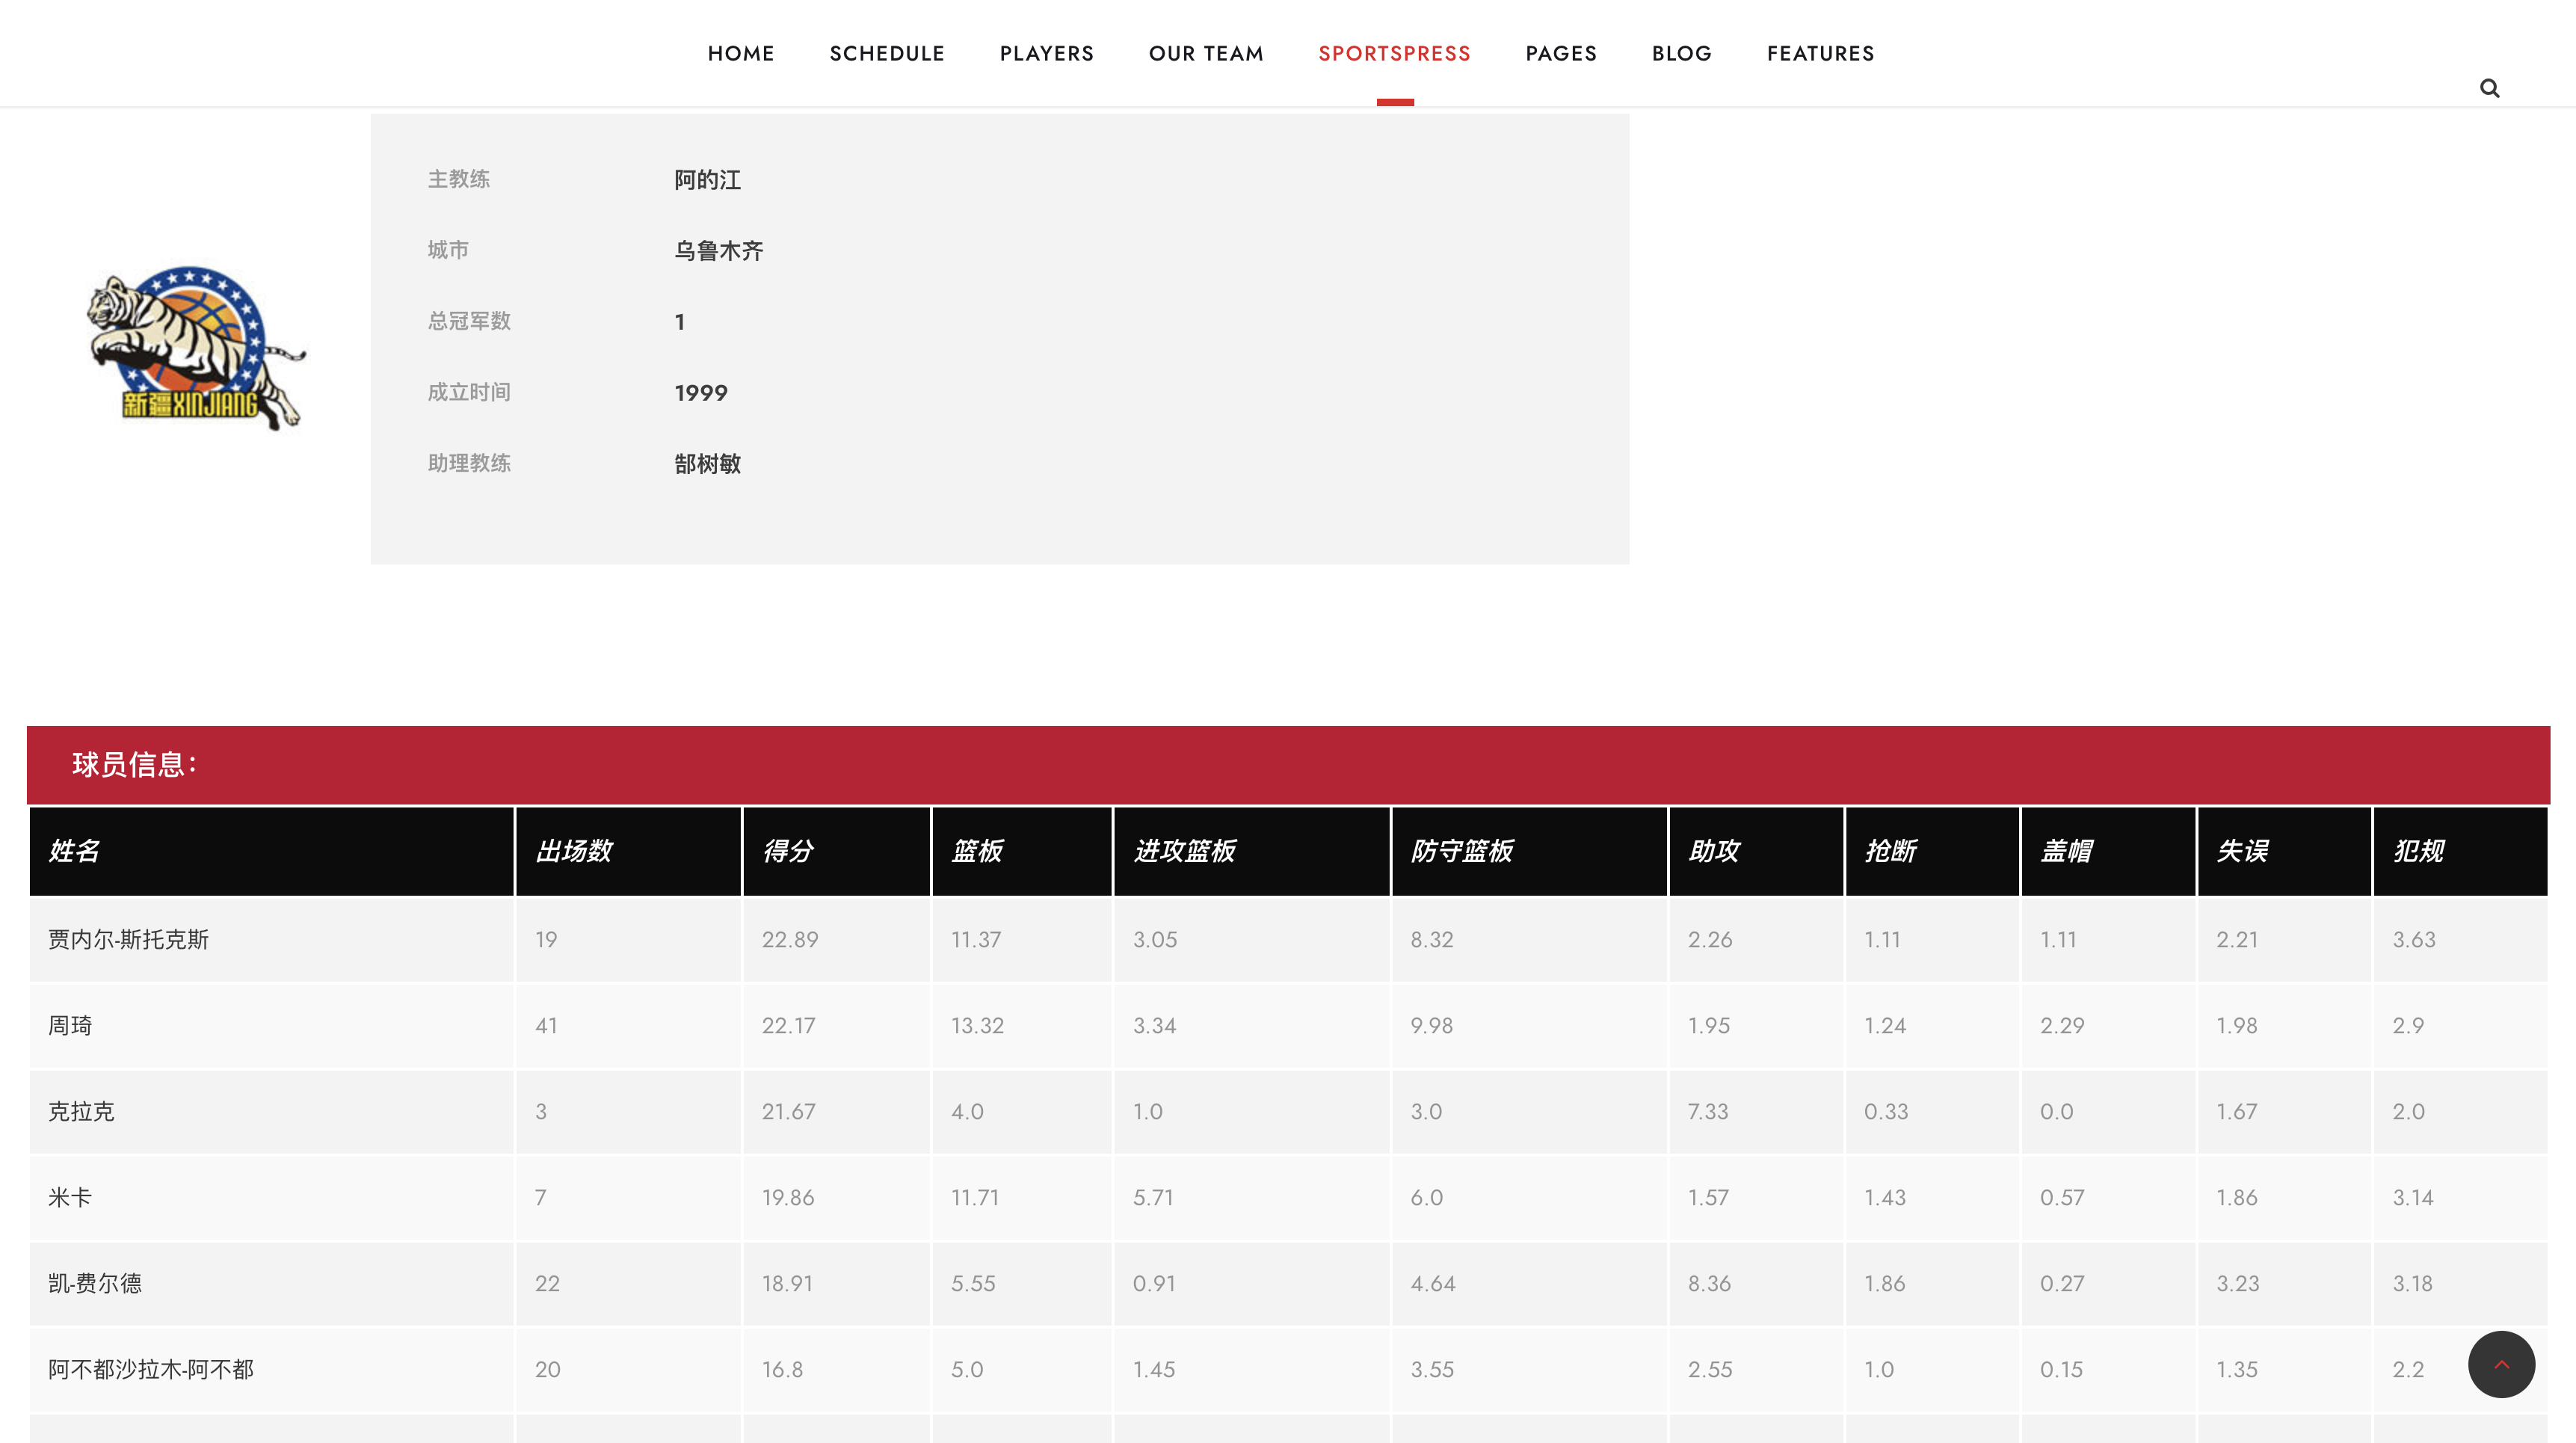 HOME SCHEDULE PLAYERS OUR TEAM SPORTSPRESS PAGES BLOG FEATURES
主教练 阿的江
城市 乌鲁木齐
总冠军数 1
成立时间 1999
助理教练 郜树敏
新疆XINJIANG
球员信息：
姓名 出场数 得分 篮板 进攻篮板 防守篮板 助攻 抢断 盖帽 失误 犯规
贾内尔-斯托克斯 19 22.89 11.37 3.05 8.32 2.26 1.11 1.11 2.21 3.63
周琦 41 22.17 13.32 3.34 9.98 1.95 1.24 2.29 1.98 2.9
克拉克 3 21.67 4.0 1.0 3.0 7.33 0.33 0.0 1.67 2.0
米卡 7 19.86 11.71 5.71 6.0 1.57 1.43 0.57 1.86 3.14
凯-费尔德 22 18.91 5.55 0.91 4.64 8.36 1.86 0.27 3.23 3.18
阿不都沙拉木-阿不都 20 16.8 5.0 1.45 3.55 2.55 1.0 0.15 1.35 2.2